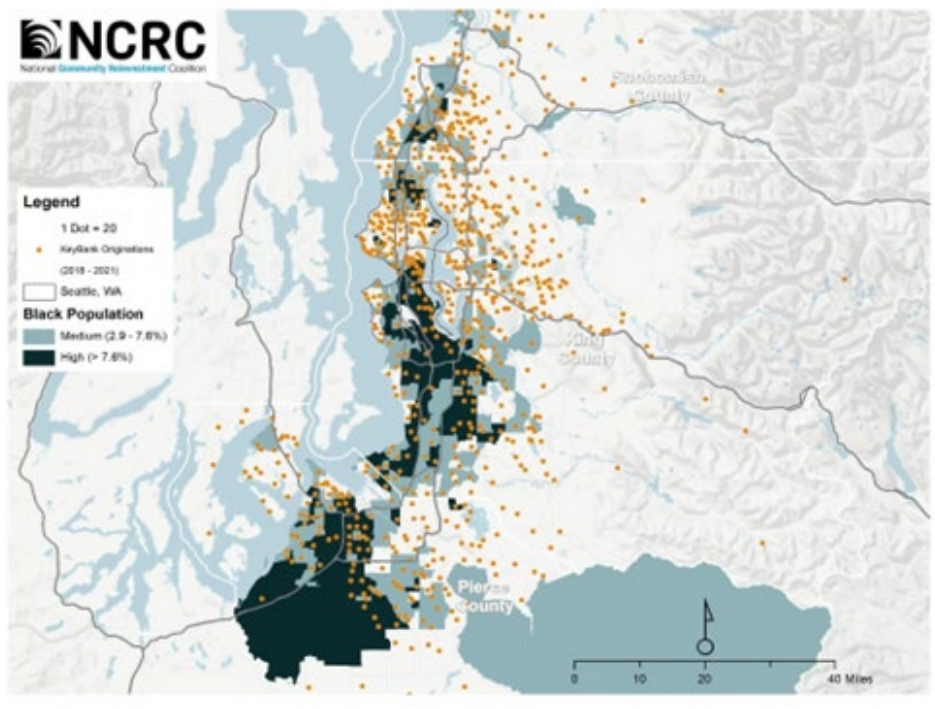 NCRC
National Community Reinvestment Coalition
Snohomish
County
Legend
1 Dot = 20
KeyBank Originations
(2018 - 2021)
Seattle, WA
Black Population
Medium (2.9 - 7.6%)
High (> 7.6%)
King
County
Pierce
County
0 10 20 40 Miles